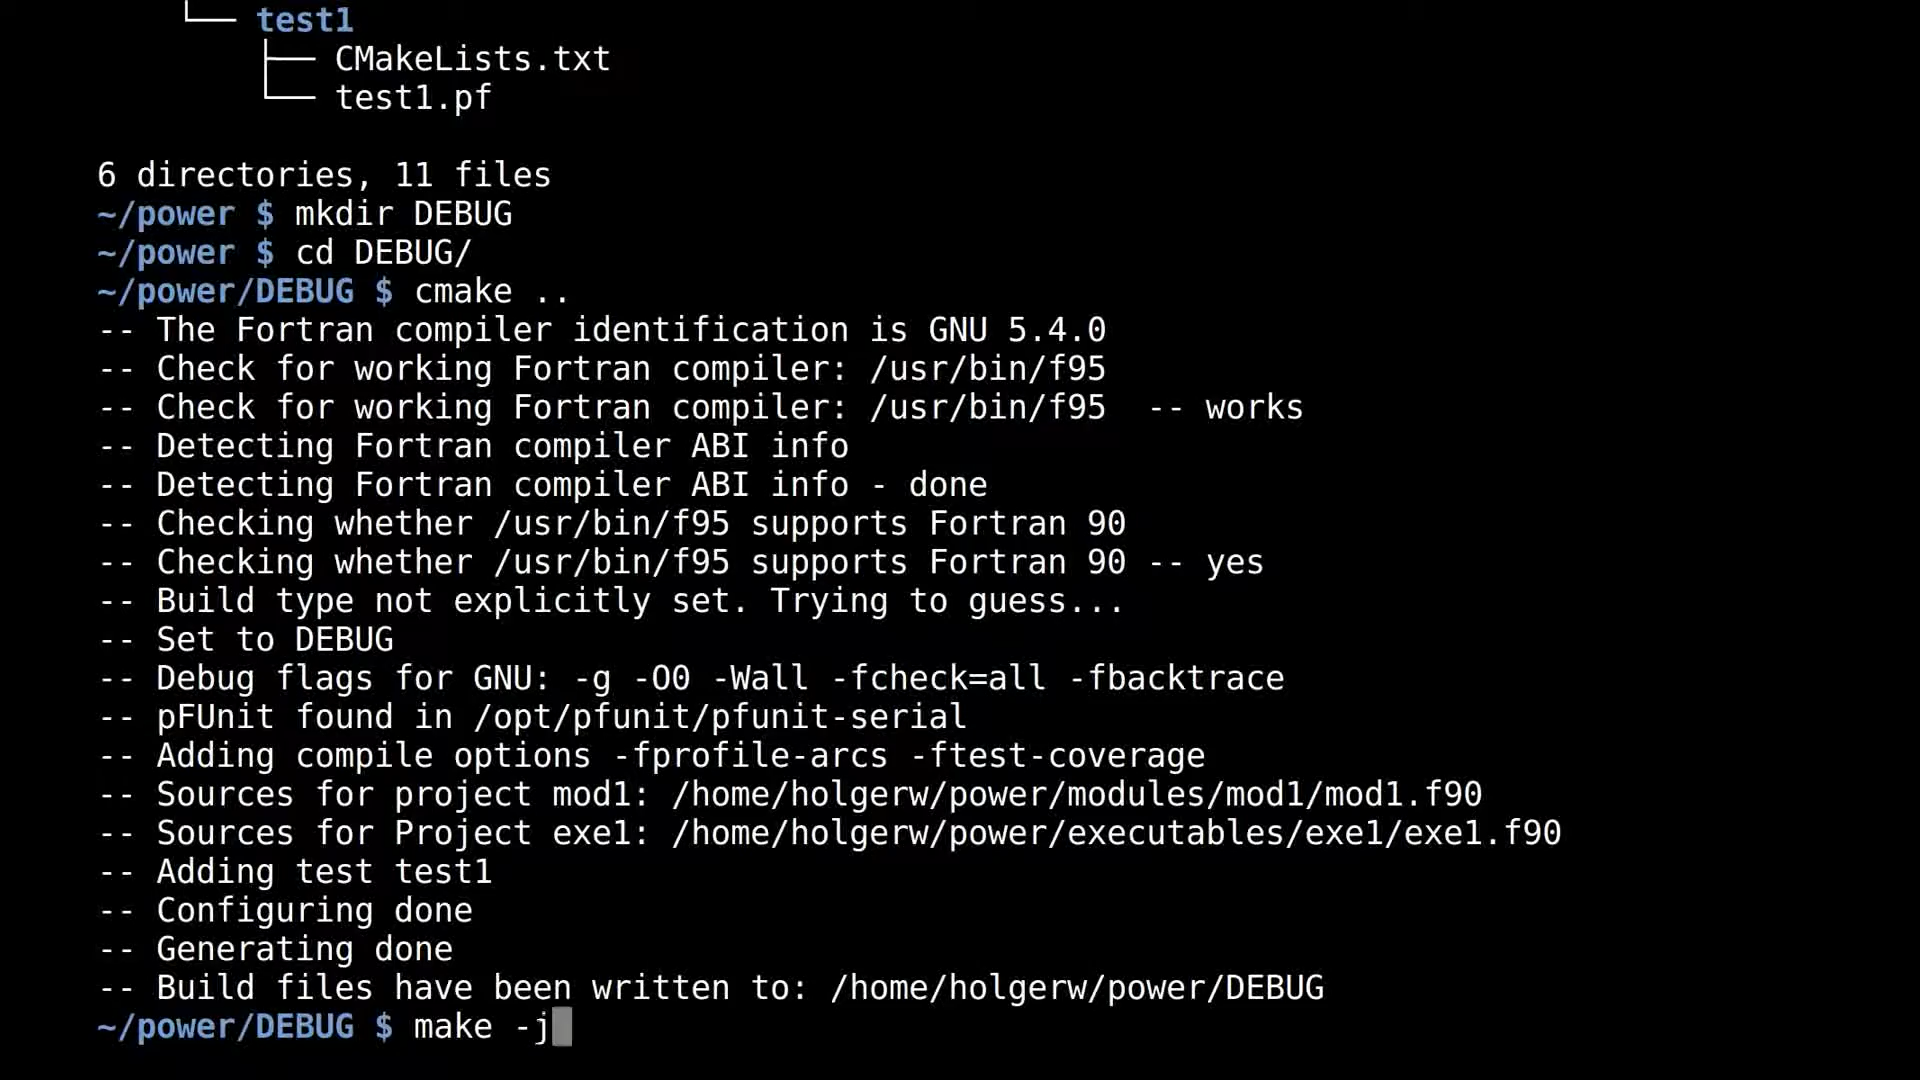 └── test1
├── CMakeLists.txt
└── test1.pf
6 directories, 11 files
~/power $ mkdir DEBUG
~/power $ cd DEBUG/
~/power/DEBUG $ cmake ..
-- The Fortran compiler identification is GNU 5.4.0
-- Check for working Fortran compiler: /usr/bin/f95
-- Check for working Fortran compiler: /usr/bin/f95  -- works
-- Detecting Fortran compiler ABI info
-- Detecting Fortran compiler ABI info - done
-- Checking whether /usr/bin/f95 supports Fortran 90
-- Checking whether /usr/bin/f95 supports Fortran 90 -- yes
-- Build type not explicitly set. Trying to guess...
-- Set to DEBUG
-- Debug flags for GNU: -g -O0 -Wall -fcheck=all -fbacktrace
-- pFUnit found in /opt/pfunit/pfunit-serial
-- Adding compile options -fprofile-arcs -ftest-coverage
-- Sources for project mod1: /home/holgerw/power/modules/mod1/mod1.f90
-- Sources for Project exe1: /home/holgerw/power/executables/exe1/exe1.f90
-- Adding test test1
-- Configuring done
-- Generating done
-- Build files have been written to: /home/holgerw/power/DEBUG
~/power/DEBUG $ make -j